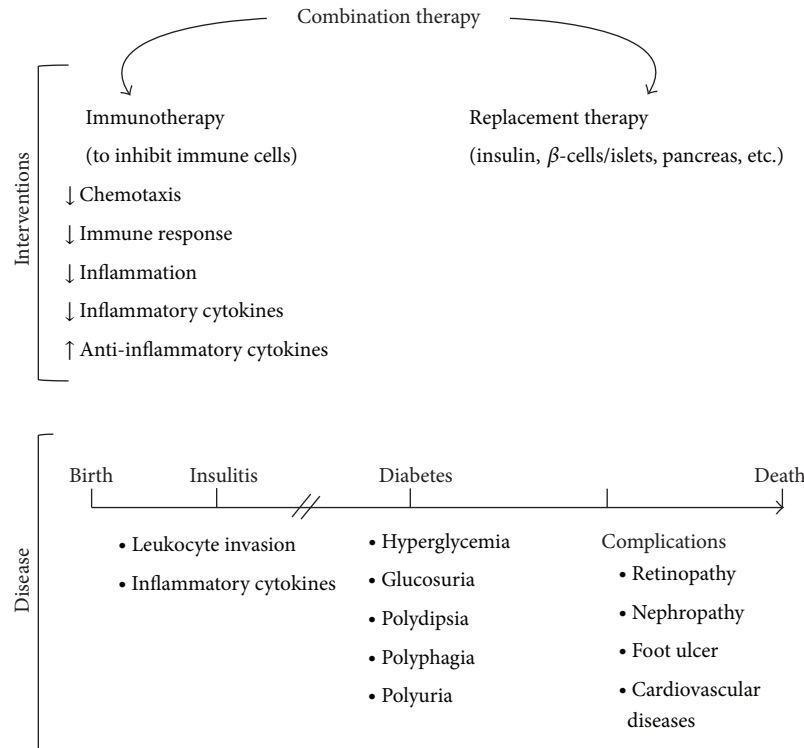 Combination therapy
Interventions
Immunotherapy
(to inhibit immune cells)
↓ Chemotaxis
↓ Immune response
↓ Inflammation
↓ Inflammatory cytokines
↑ Anti-inflammatory cytokines
Replacement therapy
(insulin, β-cells/islets, pancreas, etc.)
Disease
Birth
Insulitis
Diabetes
Death
• Leukocyte invasion
• Inflammatory cytokines
• Hyperglycemia
• Glucosuria
• Polydipsia
• Polyphagia
• Polyuria
Complications
• Retinopathy
• Nephropathy
• Foot ulcer
• Cardiovascular
diseases